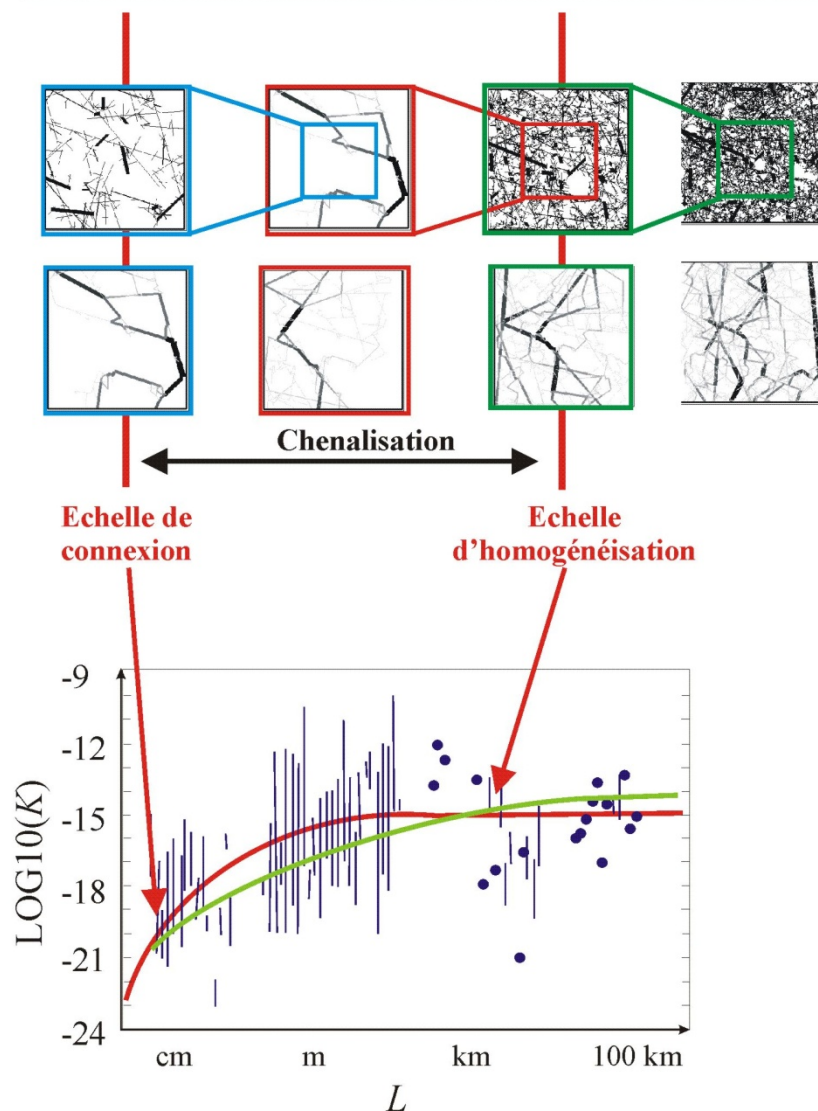 Chenalisation
Echelle de
connexion
Echelle
d'homogénéisation
-9
-12
-15
-18
-21
-24
LOG10(K)
cm
m
km
100 km
L